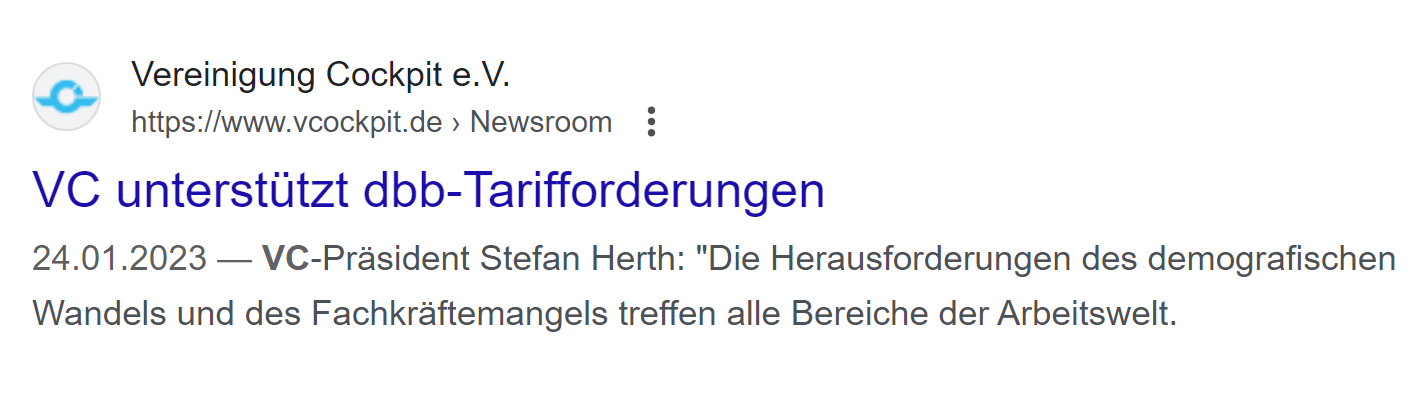 Vereinigung Cockpit e.V.
https://www.vcockpit.de › Newsroom
VC unterstützt dbb-Tarifforderungen
24.01.2023 — VC-Präsident Stefan Herth: "Die Herausforderungen des demografischen
Wandels und des Fachkräftemangels treffen alle Bereiche der Arbeitswelt.